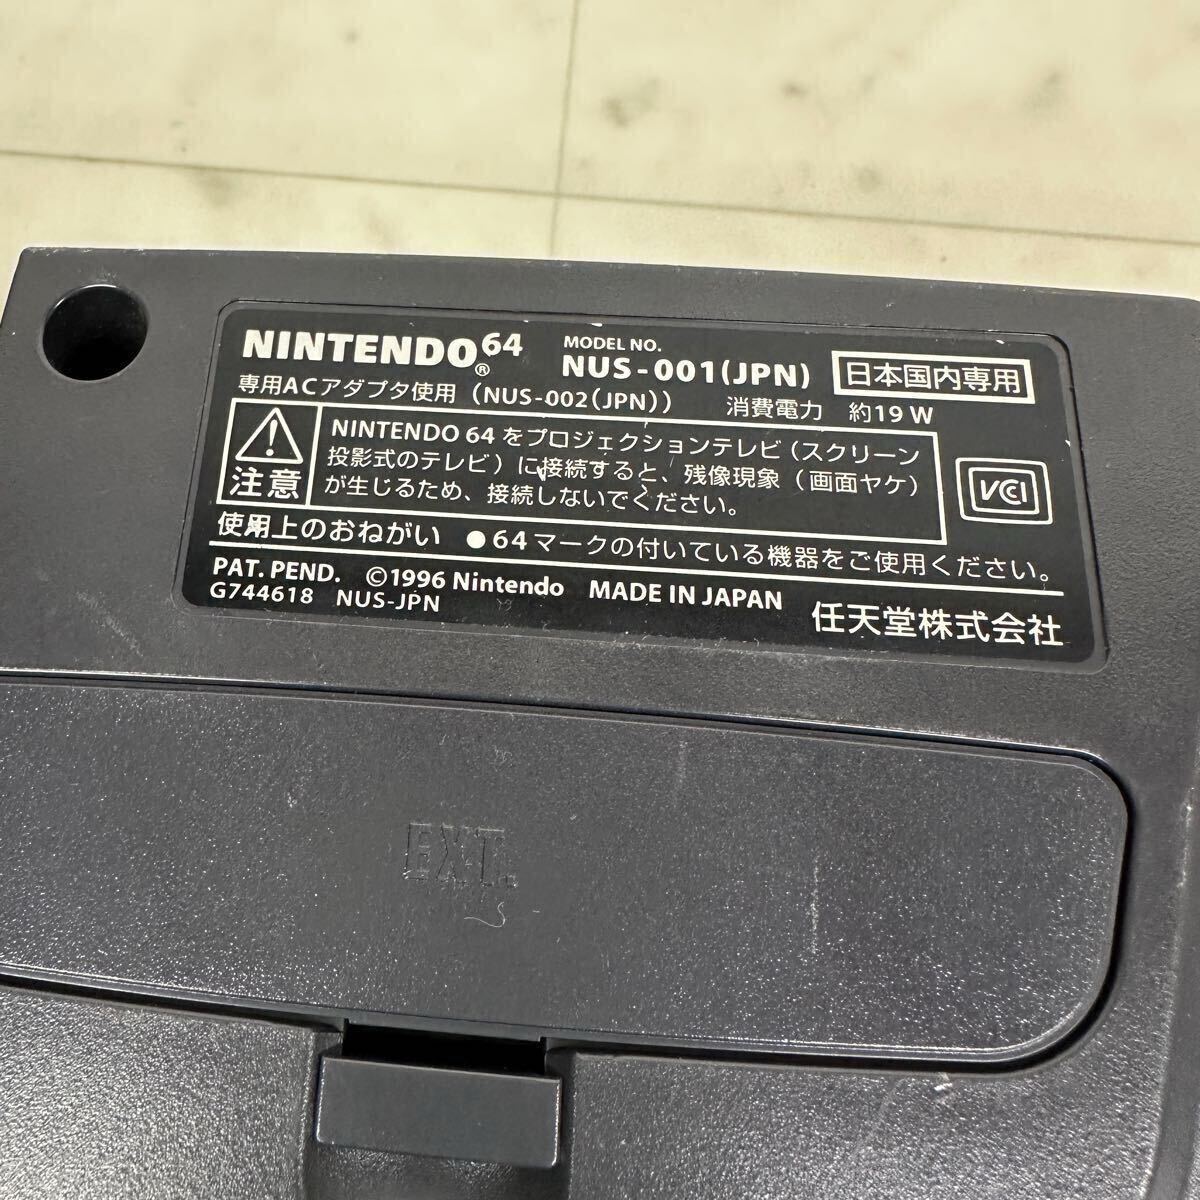 NINTENDO64® MODEL NO. NUS-001(JPN) 日本国内専用
専用ACアダプタ使用（NUS-002(JPN)） 消費電力 約19W
注意
NINTENDO 64をプロジェクションテレビ（スクリーン
投影式のテレビ）に接続すると、残像現象（画面ヤケ）
が生じるため、接続しないでください。
VCCI
使用上のおねがい ●64マークの付いている機器をご使用ください。
PAT. PEND. ©1996 Nintendo MADE IN JAPAN
G744618 NUS-JPN
任天堂株式会社
EXT.